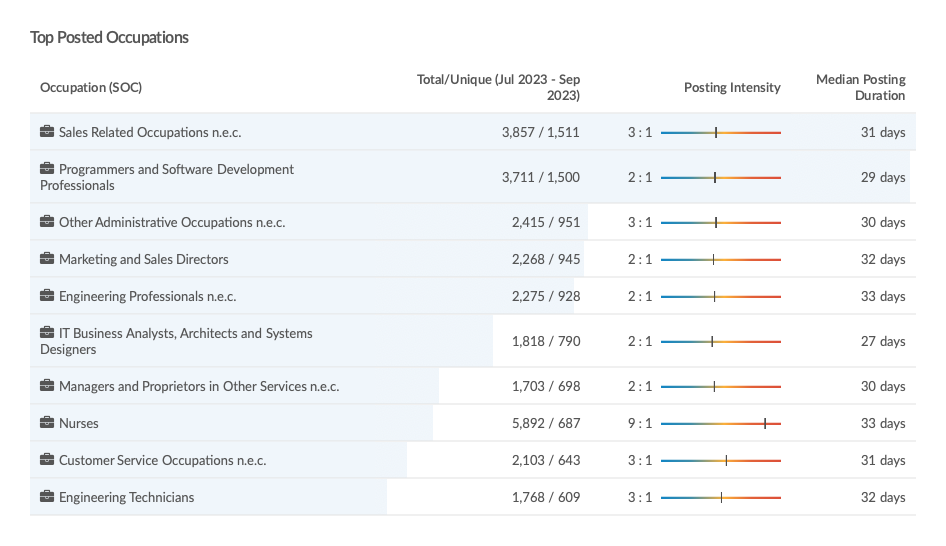 Top Posted Occupations
Occupation (SOC) Total/Unique (Jul 2023 - Sep 2023) Posting Intensity Median Posting Duration
Sales Related Occupations n.e.c. 3,857 / 1,511 3 : 1 31 days
Programmers and Software Development
Professionals 3,711 / 1,500 2 : 1 29 days
Other Administrative Occupations n.e.c. 2,415 / 951 3 : 1 30 days
Marketing and Sales Directors 2,268 / 945 2 : 1 32 days
Engineering Professionals n.e.c. 2,275 / 928 2 : 1 33 days
IT Business Analysts, Architects and Systems
Designers 1,818 / 790 2 : 1 27 days
Managers and Proprietors in Other Services n.e.c. 1,703 / 698 2 : 1 30 days
Nurses 5,892 / 687 9 : 1 33 days
Customer Service Occupations n.e.c. 2,103 / 643 3 : 1 31 days
Engineering Technicians 1,768 / 609 3 : 1 32 days